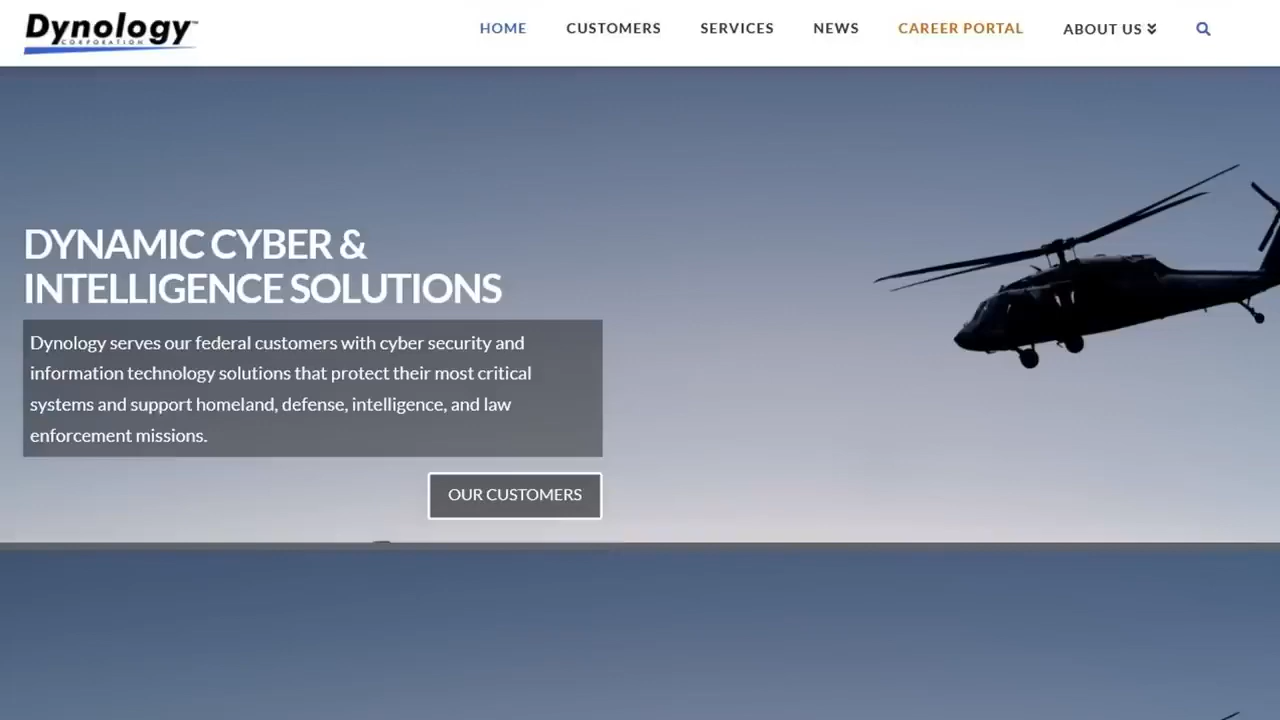 Dynology™
CORPORATION
HOME CUSTOMERS SERVICES NEWS CAREER PORTAL ABOUT US
DYNAMIC CYBER &
INTELLIGENCE SOLUTIONS
Dynology serves our federal customers with cyber security and
information technology solutions that protect their most critical
systems and support homeland, defense, intelligence, and law
enforcement missions.
OUR CUSTOMERS